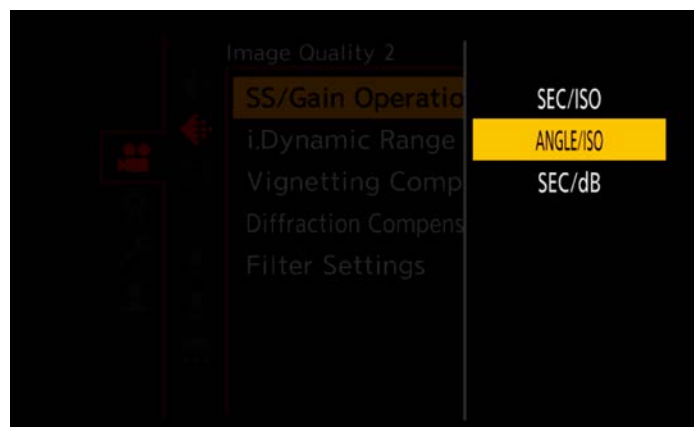 Image Quality 2
SS/Gain Operatio
i.Dynamic Range
Vignetting Comp
Diffraction Compens
Filter Settings
SEC/ISO
ANGLE/ISO
SEC/dB